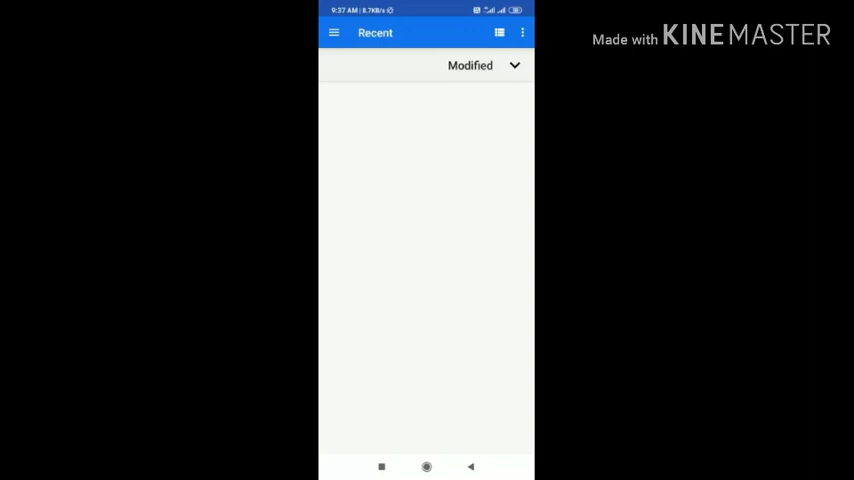 9:37 AM | 8.7KB/s
Recent
Made with KINEMASTER
Modified